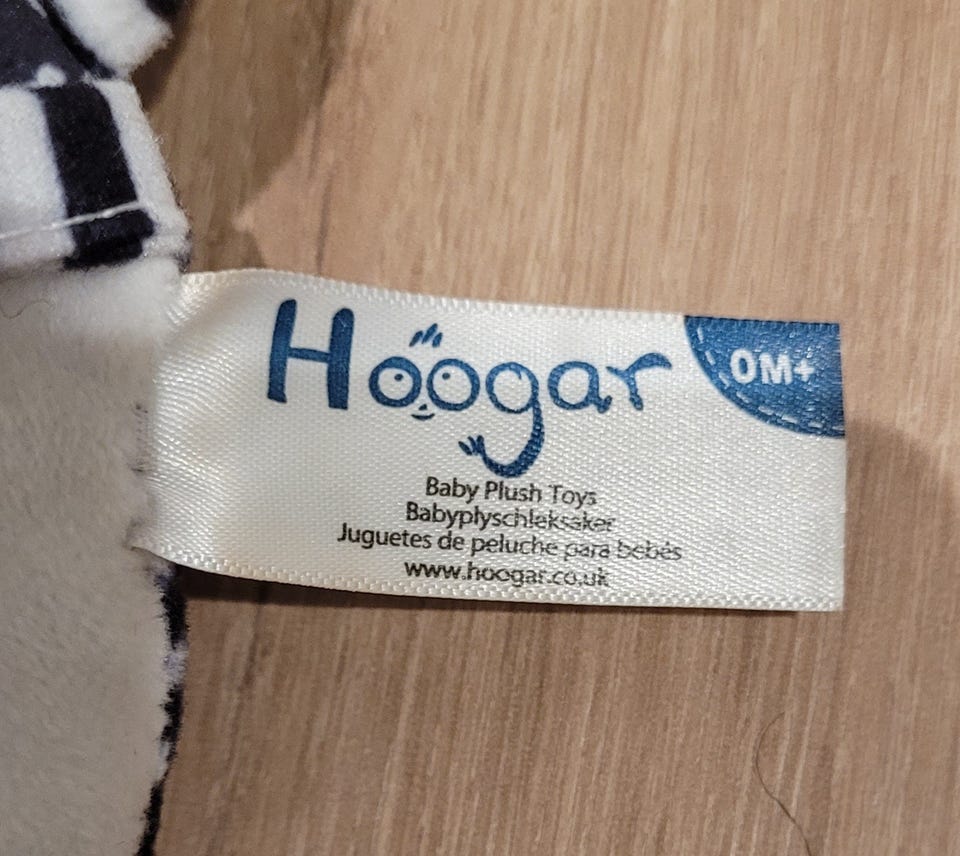 Hoogar
0M+
Baby Plush Toys
Babyplyschleksaker
Juguetes de peluche para bebés
www.hoogar.co.uk